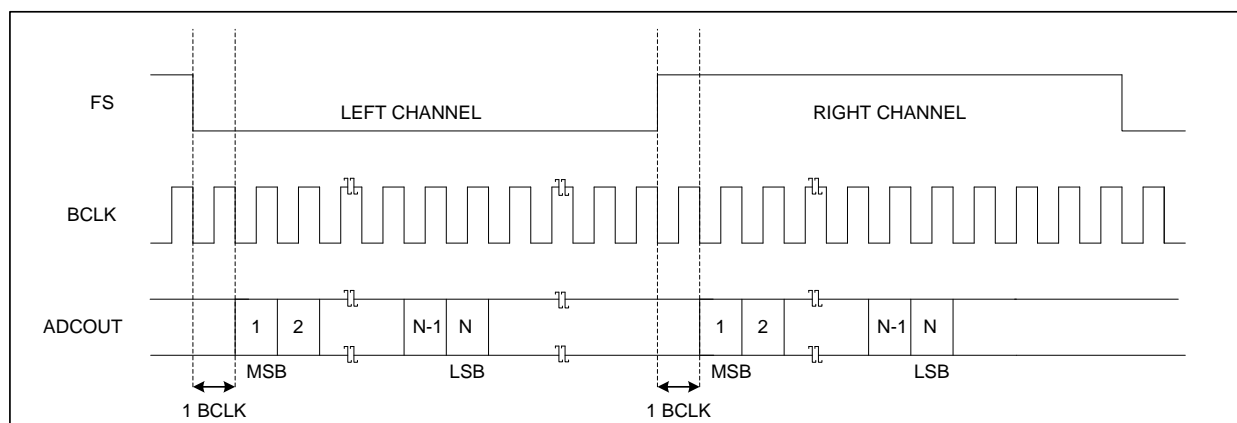 FS
LEFT CHANNEL RIGHT CHANNEL
BCLK
ADCOUT 1 2 N-1 N 1 2 N-1 N
MSB LSB MSB LSB
1 BCLK 1 BCLK